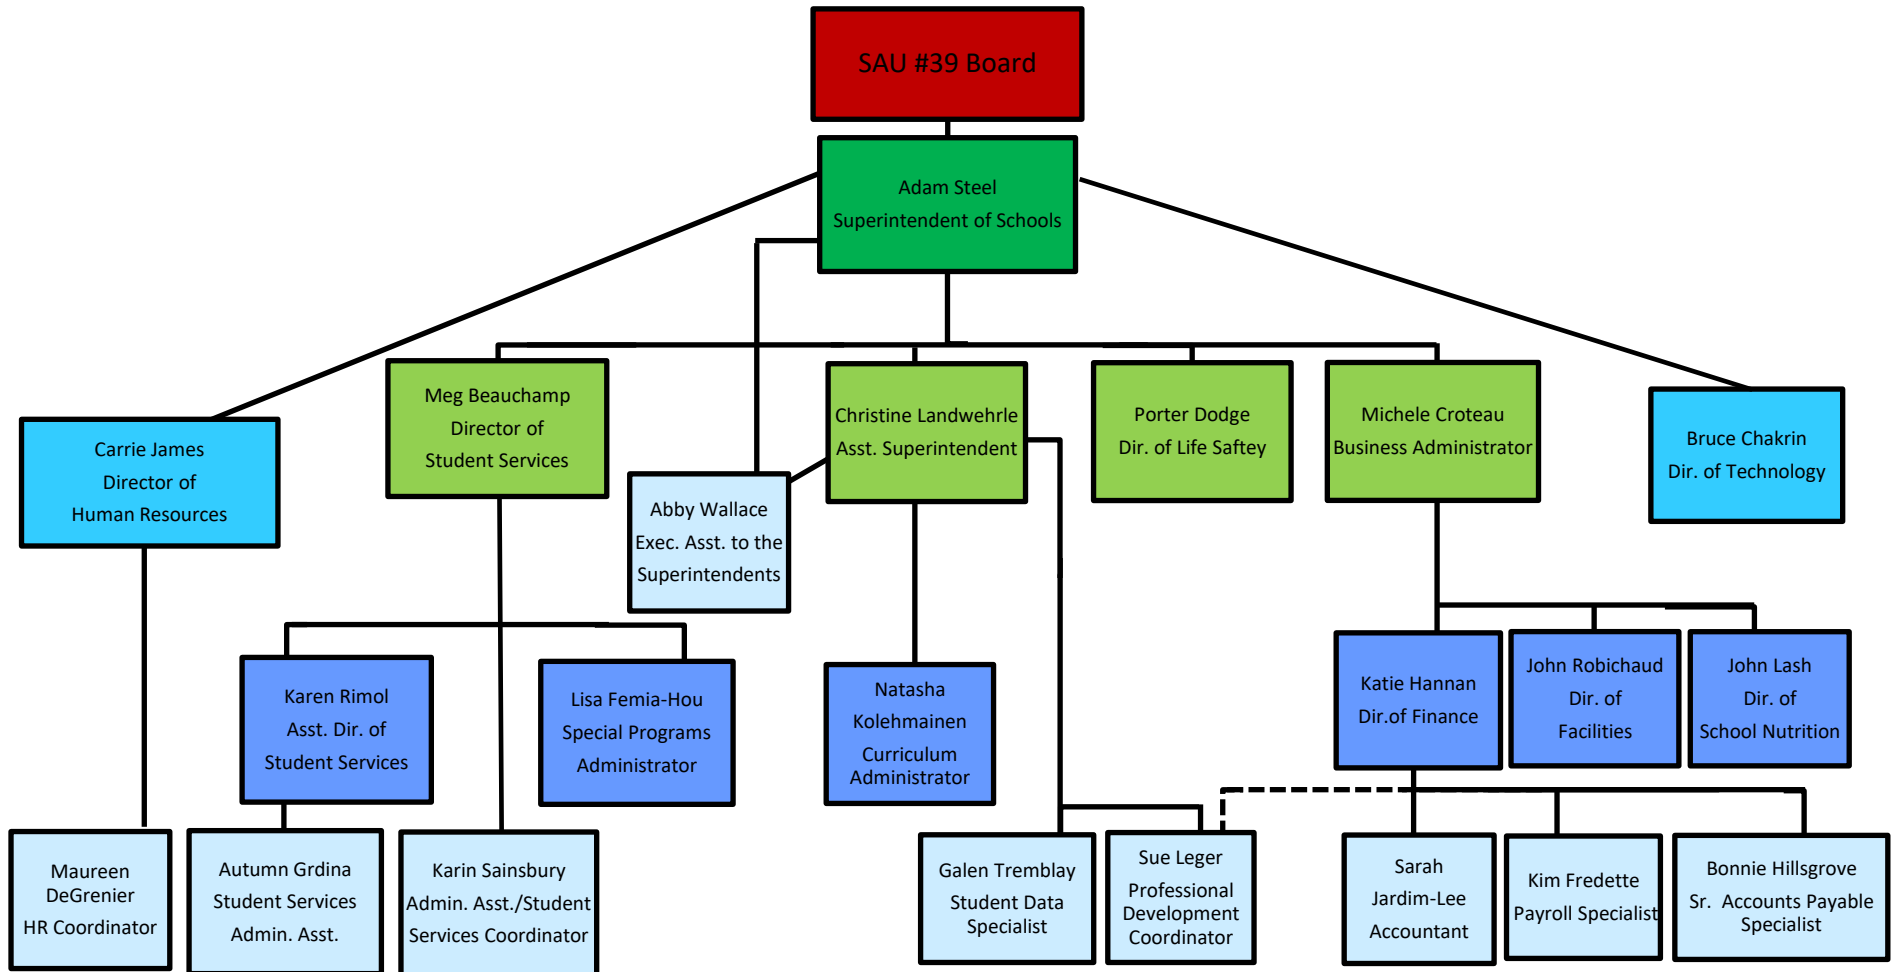 SAU #39 Board
Adam Steel
Superintendent of Schools
Carrie James
Director of
Human Resources
Meg Beauchamp
Director of
Student Services
Abby Wallace
Exec. Asst. to the
Superintendents
Christine Landwehrle
Asst. Superintendent
Porter Dodge
Dir. of Life Saftey
Michele Croteau
Business Administrator
Bruce Chakrin
Dir. of Technology
Karen Rimol
Asst. Dir. of
Student Services
Lisa Femia-Hou
Special Programs
Administrator
Natasha
Kolehmainen
Curriculum
Administrator
Katie Hannan
Dir.of Finance
John Robichaud
Dir. of
Facilities
John Lash
Dir. of
School Nutrition
Maureen
DeGrenier
HR Coordinator
Autumn Grdina
Student Services
Admin. Asst.
Karin Sainsbury
Admin. Asst./Student
Services Coordinator
Galen Tremblay
Student Data
Specialist
Sue Leger
Professional
Development
Coordinator
Sarah
Jardim-Lee
Accountant
Kim Fredette
Payroll Specialist
Bonnie Hillsgrove
Sr.  Accounts Payable
Specialist